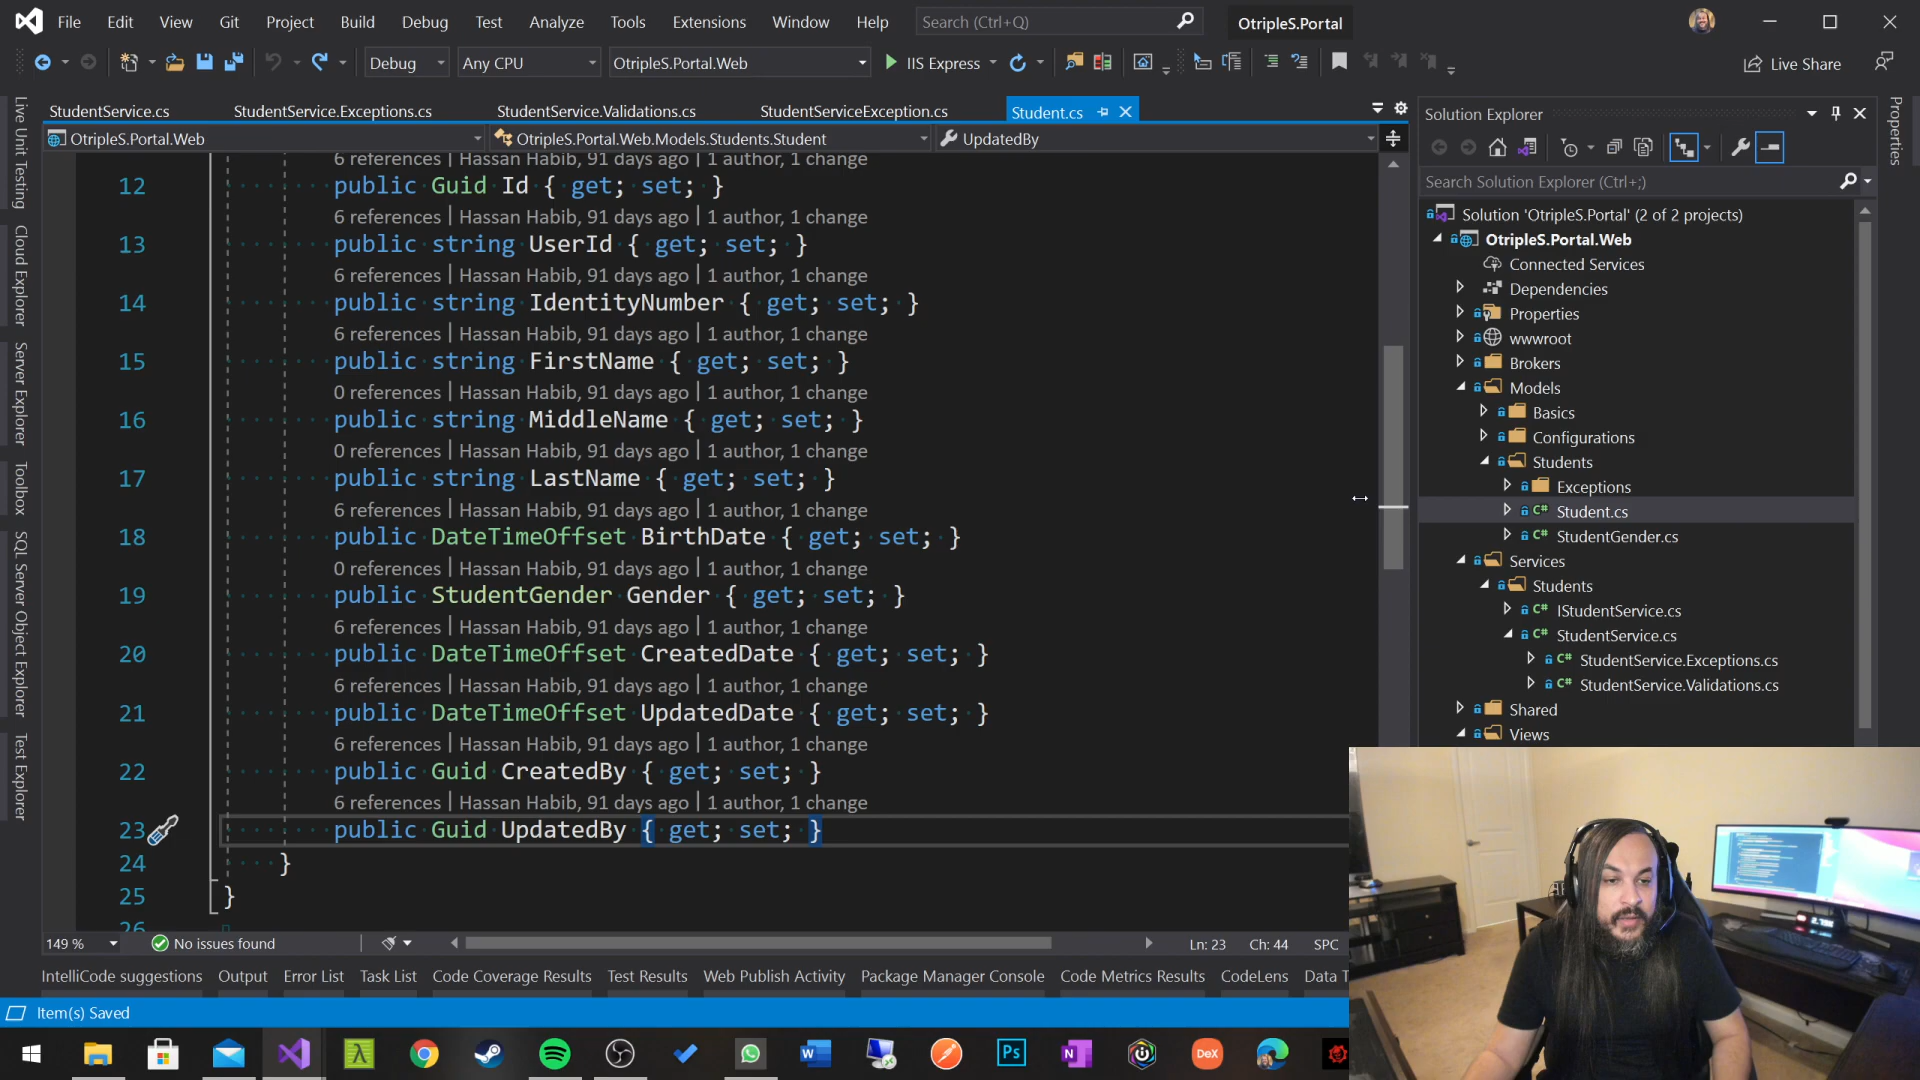 File Edit View Git Project Build Debug Test Analyze Tools Extensions Window Help Search (Ctrl+Q) OtripleS.Portal
Debug Any CPU OtripleS.Portal.Web IIS Express Live Share
StudentService.cs StudentService.Exceptions.cs StudentService.Validations.cs StudentServiceException.cs Student.cs
OtripleS.Portal.Web OtripleS.Portal.Web.Models.Students.Student UpdatedBy
6 references | Hassan Habib, 91 days ago | 1 author, 1 change
12 public Guid Id { get; set; }
6 references | Hassan Habib, 91 days ago | 1 author, 1 change
13 public string UserId { get; set; }
6 references | Hassan Habib, 91 days ago | 1 author, 1 change
14 public string IdentityNumber { get; set; }
6 references | Hassan Habib, 91 days ago | 1 author, 1 change
15 public string FirstName { get; set; }
0 references | Hassan Habib, 91 days ago | 1 author, 1 change
16 public string MiddleName { get; set; }
0 references | Hassan Habib, 91 days ago | 1 author, 1 change
17 public string LastName { get; set; }
6 references | Hassan Habib, 91 days ago | 1 author, 1 change
18 public DateTimeOffset BirthDate { get; set; }
0 references | Hassan Habib, 91 days ago | 1 author, 1 change
19 public StudentGender Gender { get; set; }
6 references | Hassan Habib, 91 days ago | 1 author, 1 change
20 public DateTimeOffset CreatedDate { get; set; }
6 references | Hassan Habib, 91 days ago | 1 author, 1 change
21 public DateTimeOffset UpdatedDate { get; set; }
6 references | Hassan Habib, 91 days ago | 1 author, 1 change
22 public Guid CreatedBy { get; set; }
6 references | Hassan Habib, 91 days ago | 1 author, 1 change
23 public Guid UpdatedBy { get; set; }
24 }
25 }
26
149 % No issues found Ln: 23 Ch: 44 SPC
IntelliCode suggestions Output Error List Task List Code Coverage Results Test Results Web Publish Activity Package Manager Console Code Metrics Results CodeLens Data T
Item(s) Saved
Live Unit Testing
Cloud Explorer
Server Explorer
Toolbox
SQL Server Object Explorer
Test Explorer
Solution Explorer
Search Solution Explorer (Ctrl+;)
Solution 'OtripleS.Portal' (2 of 2 projects)
OtripleS.Portal.Web
Connected Services
Dependencies
Properties
wwwroot
Brokers
Models
Basics
Configurations
Students
Exceptions
Student.cs
StudentGender.cs
Services
Students
IStudentService.cs
StudentService.cs
StudentService.Exceptions.cs
StudentService.Validations.cs
Shared
Views
Properties
Ps
DeX